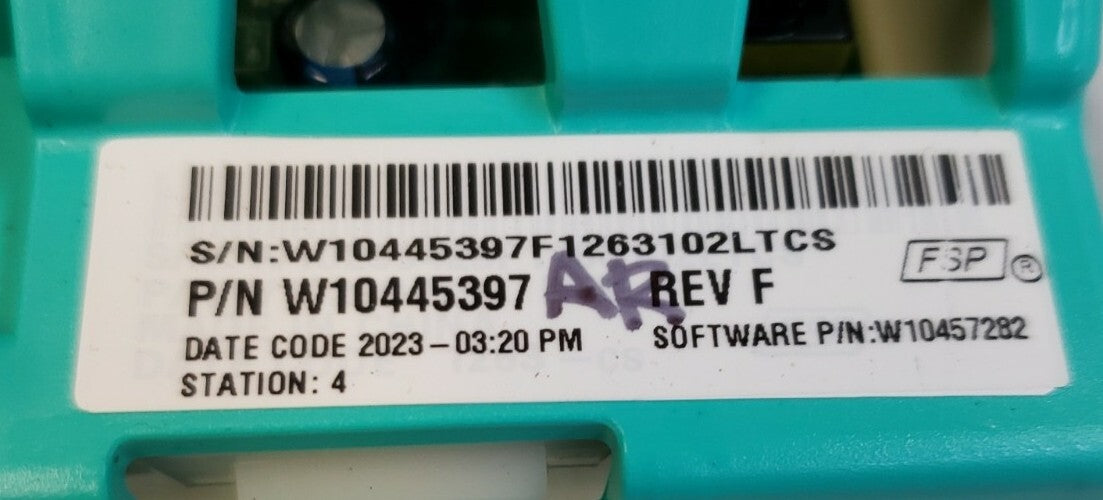 S/N:W10445397F1263102LTCS
FSP ®
P/N W10445397 AR REV F
DATE CODE 2023-03:20 PM SOFTWARE P/N:W10457282
STATION: 4